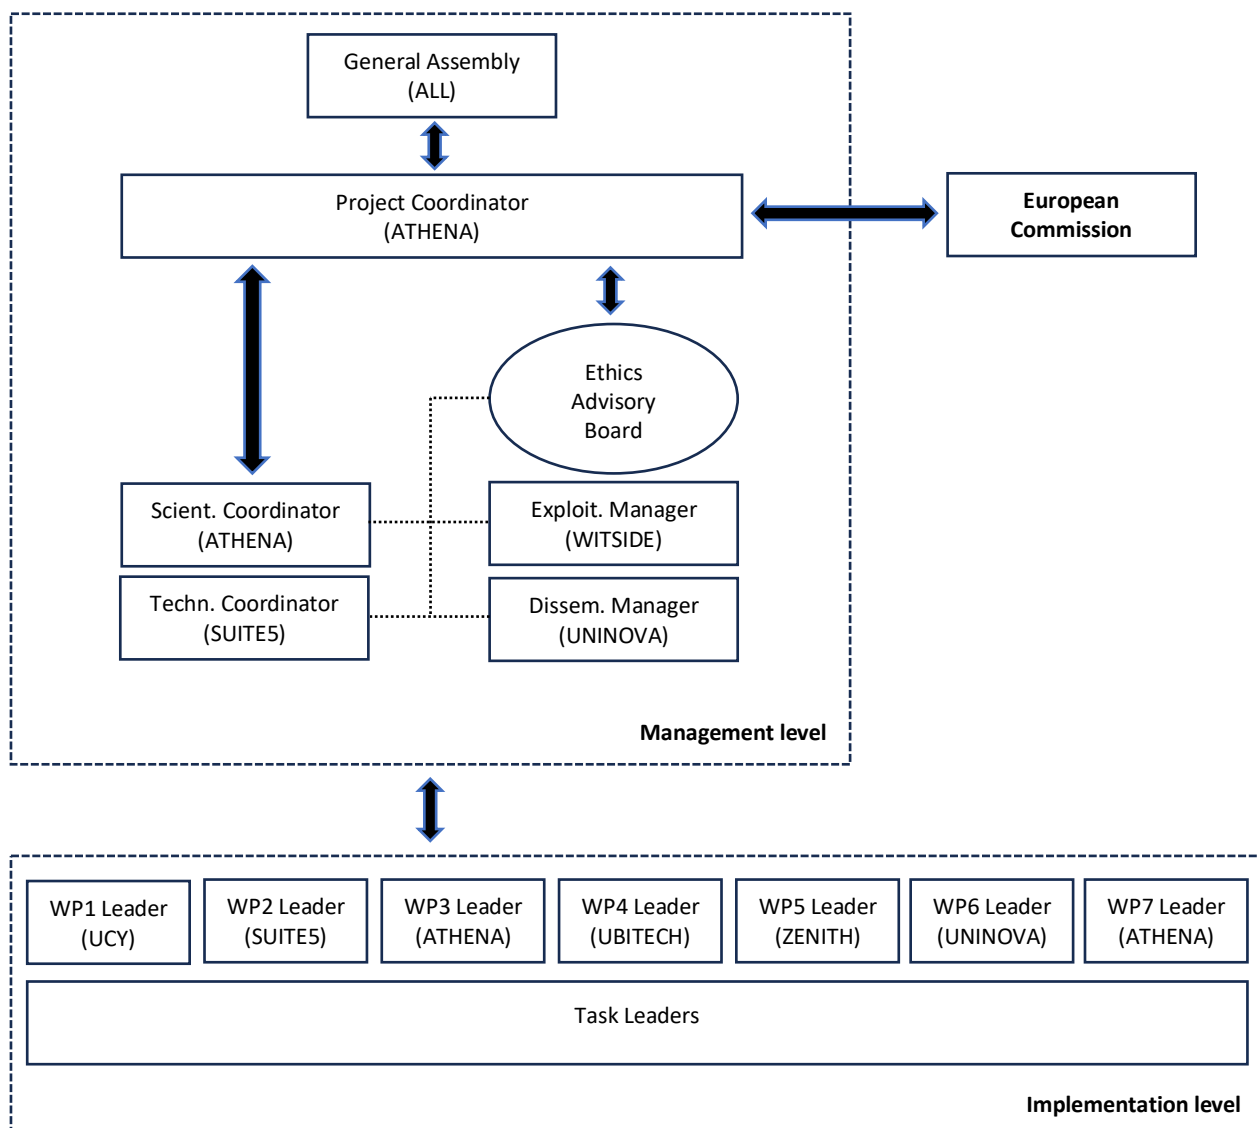 General Assembly
(ALL)
Project Coordinator
(ATHENA)
European
Commission
Ethics
Advisory
Board
Scient. Coordinator
(ATHENA)
Exploit. Manager
(WITSIDE)
Techn. Coordinator
(SUITE5)
Dissem. Manager
(UNINOVA)
Management level
WP1 Leader
(UCY)
WP2 Leader
(SUITE5)
WP3 Leader
(ATHENA)
WP4 Leader
(UBITECH)
WP5 Leader
(ZENITH)
WP6 Leader
(UNINOVA)
WP7 Leader
(ATHENA)
Task Leaders
Implementation level